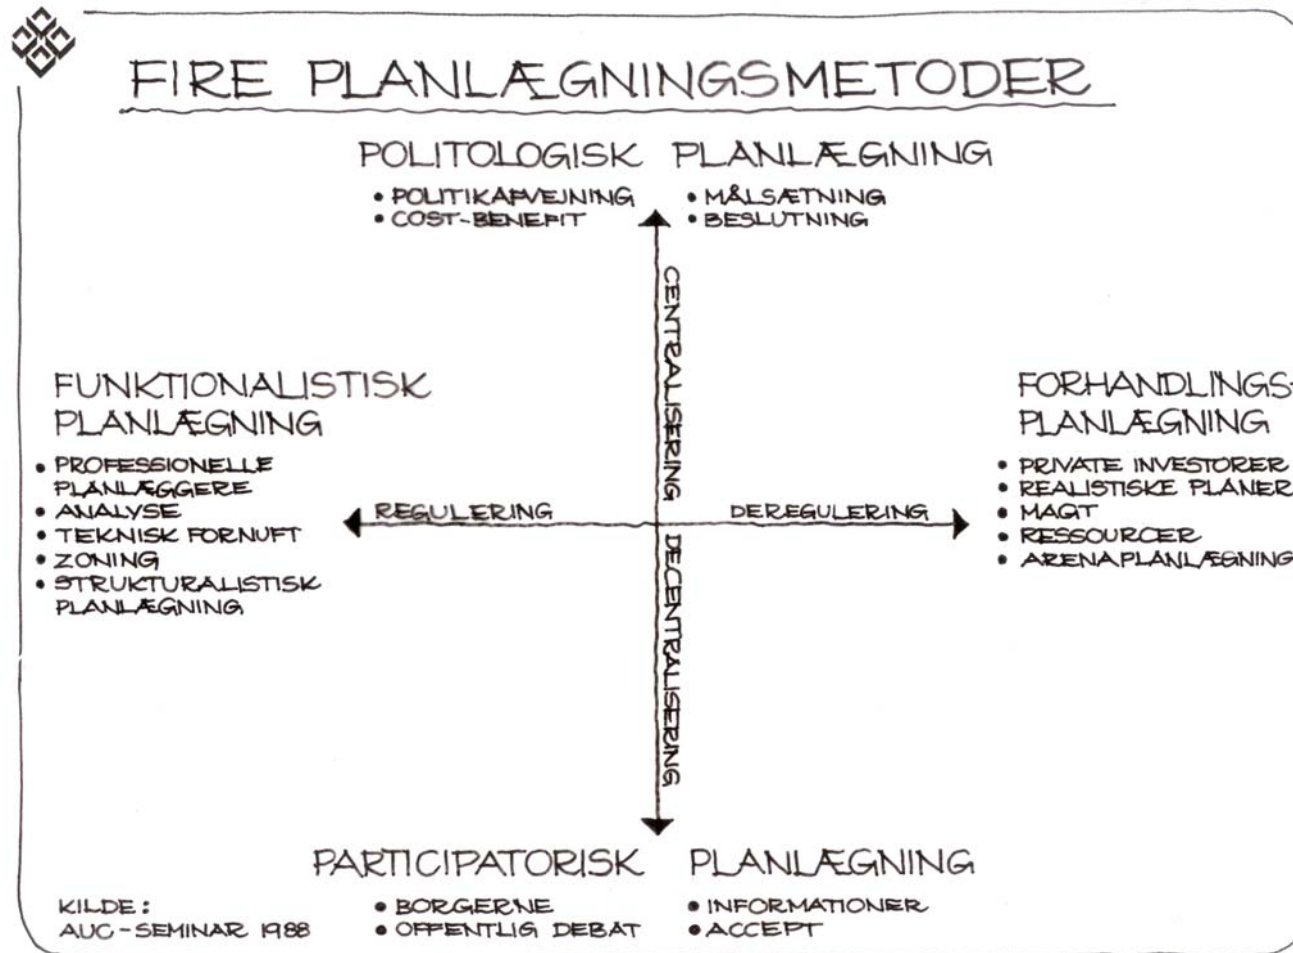 FIRE PLANLÆGNINGSMETODER
POLITOLOGISK PLANLÆGNING
• POLITIKAFVEJNING
• COST-BENEFIT
• MÅLSÆTNING
• BESLUTNING
CENTRALISERING
FUNKTIONALISTISK
PLANLÆGNING
• PROFESSIONELLE
PLANLÆGGERE
• ANALYSE
• TEKNISK FORNUFT
• ZONING
• STRUKTURALISTISK
PLANLÆGNING
REGULERING
DEREGULERING
FORHANDLINGS-
PLANLÆGNING
• PRIVATE INVESTORER
• REALISTISKE PLANER
• MAGT
• RESSOURCER
• ARENAPLANLÆGNING
DECENTRALISERING
PARTICIPATORISK PLANLÆGNING
• BORGERNE
• OFFENTLIG DEBAT
• INFORMATIONER
• ACCEPT
KILDE:
AUC-SEMINAR 1988